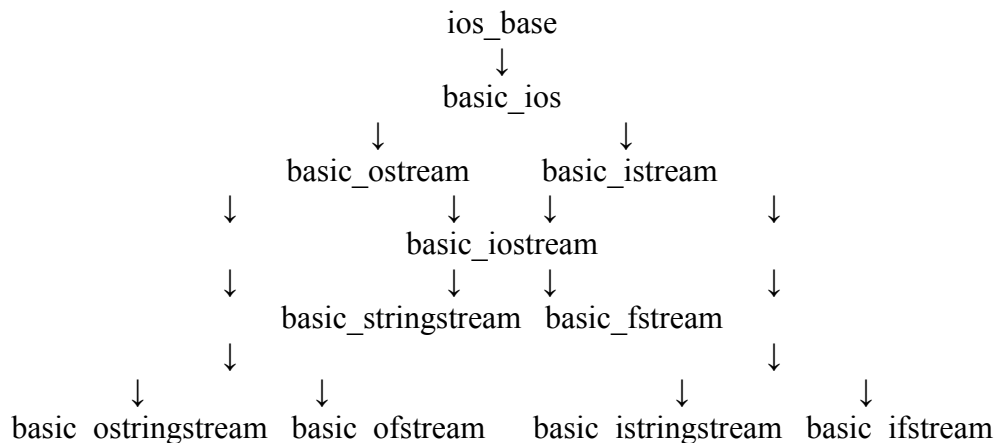 ios_base
↓
basic_ios
↓ ↓
basic_ostream basic_istream
↓ ↓ ↓ ↓
basic_iostream
↓ ↓ ↓ ↓
basic_stringstream basic_fstream
↓ ↓
↓ ↓ ↓ ↓
basic_ostringstream basic_ofstream basic_istringstream basic_ifstream